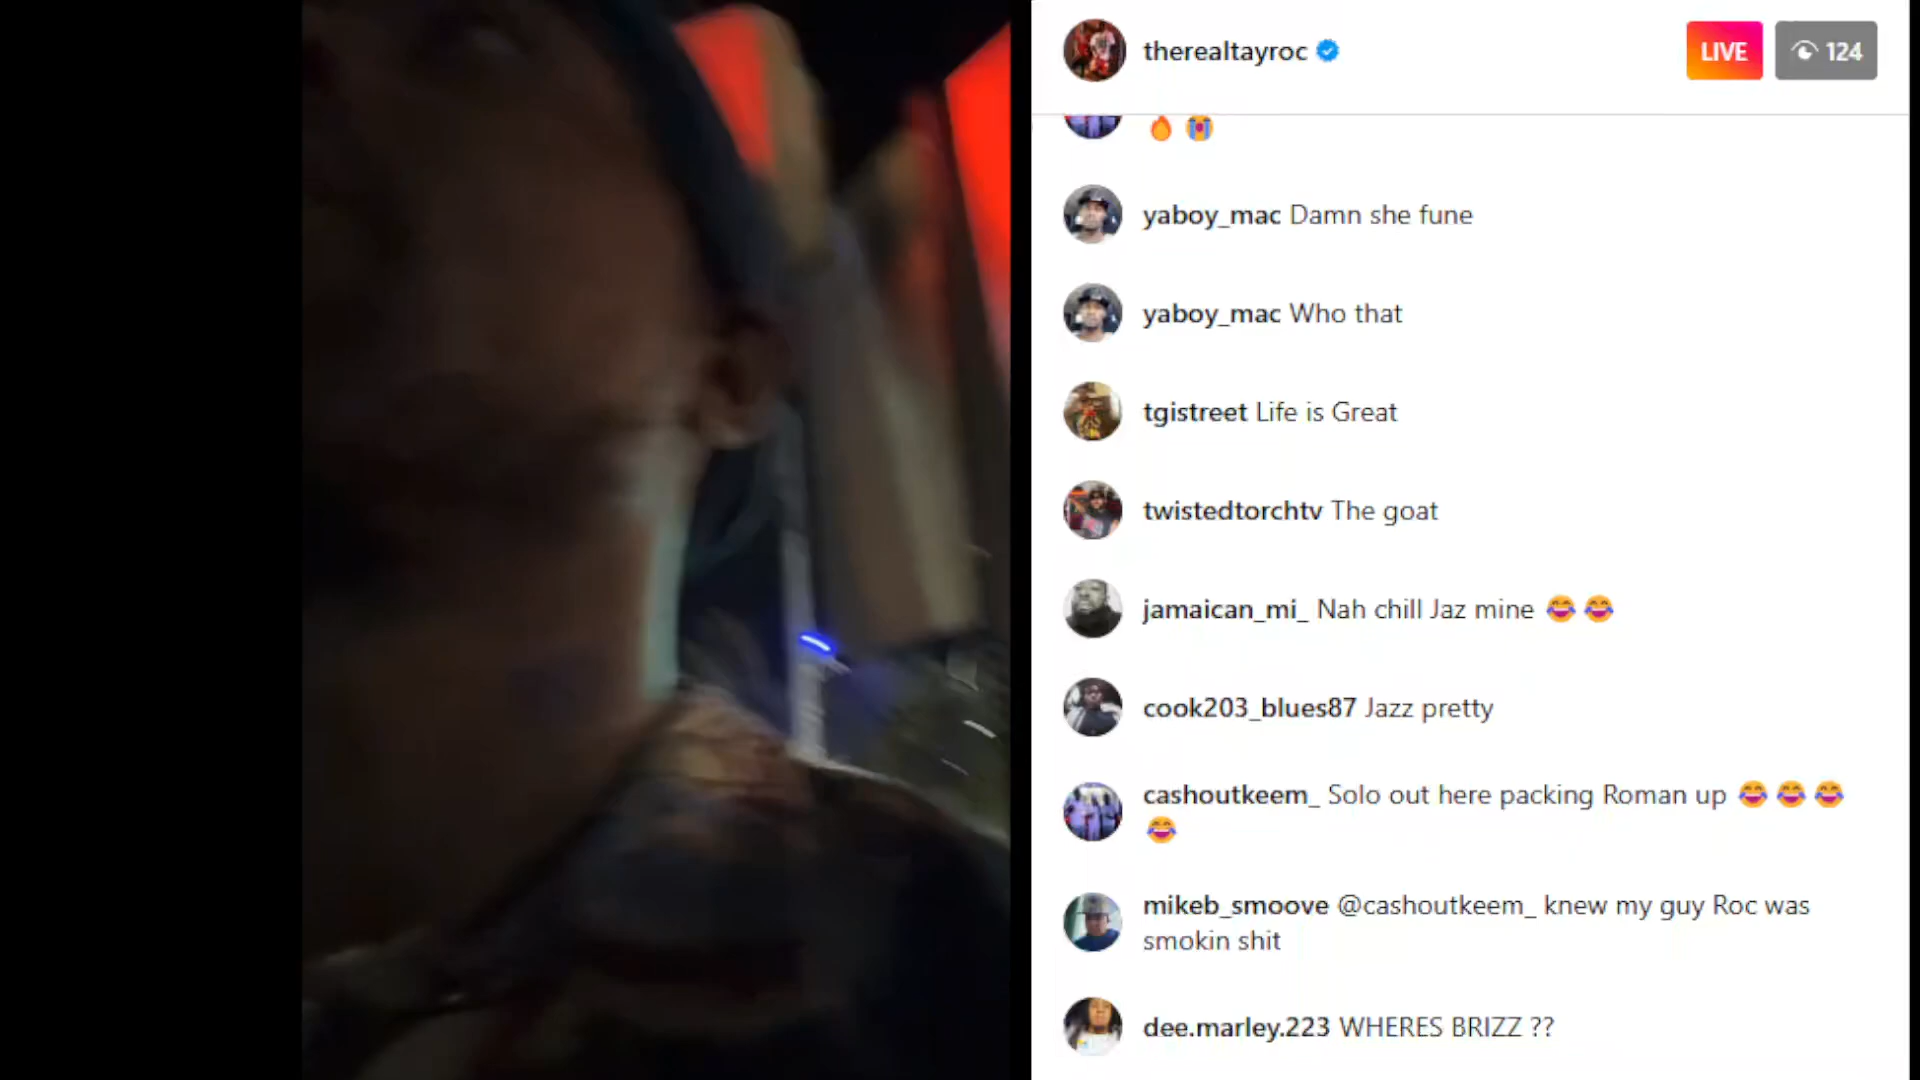 therealtayroc
LIVE 124
🔥 😭
yaboy_mac Damn she fune
yaboy_mac Who that
tgistreet Life is Great
twistedtorchtv The goat
jamaican_mi_ Nah chill Jaz mine 😂 😂
cook203_blues87 Jazz pretty
cashoutkeem_ Solo out here packing Roman up 😂 😂 😂
😂
mikeb_smoove @cashoutkeem_ knew my guy Roc was
smokin shit
dee.marley.223 WHERES BRIZZ ??